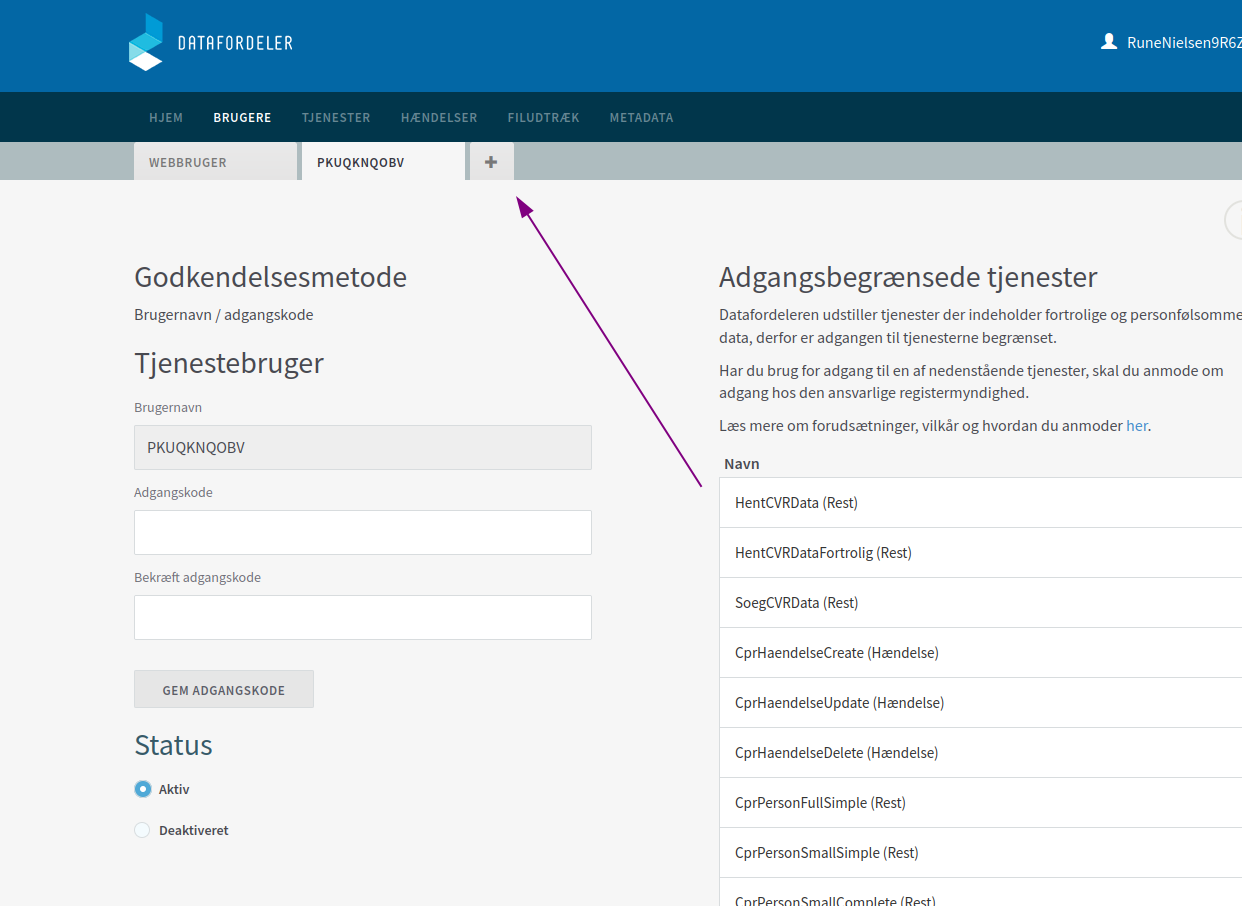 DATAFORDELER
RuneNielsen9R6Z
HJEM BRUGERE TJENESTER HÆNDELSER FILUDTRÆK METADATA
WEBBRUGER PKUQKNQOBV +
Godkendelsesmetode
Brugernavn / adgangskode
Tjenestebruger
Brugernavn
PKUQKNQOBV
Adgangskode
Bekræft adgangskode
GEM ADGANGSKODE
Status
Aktiv
Deaktiveret
Adgangsbegrænsede tjenester
Datafordeleren udstiller tjenester der indeholder fortrolige og personfølsomme
data, derfor er adgangen til tjenesterne begrænset.
Har du brug for adgang til en af nedenstående tjenester, skal du anmode om
adgang hos den ansvarlige registermyndighed.
Læs mere om forudsætninger, vilkår og hvordan du anmoder her.
Navn
HentCVRData (Rest)
HentCVRDataFortrolig (Rest)
SoegCVRData (Rest)
CprHaendelseCreate (Hændelse)
CprHaendelseUpdate (Hændelse)
CprHaendelseDelete (Hændelse)
CprPersonFullSimple (Rest)
CprPersonSmallSimple (Rest)
CprPersonSmallComplete (Rest)